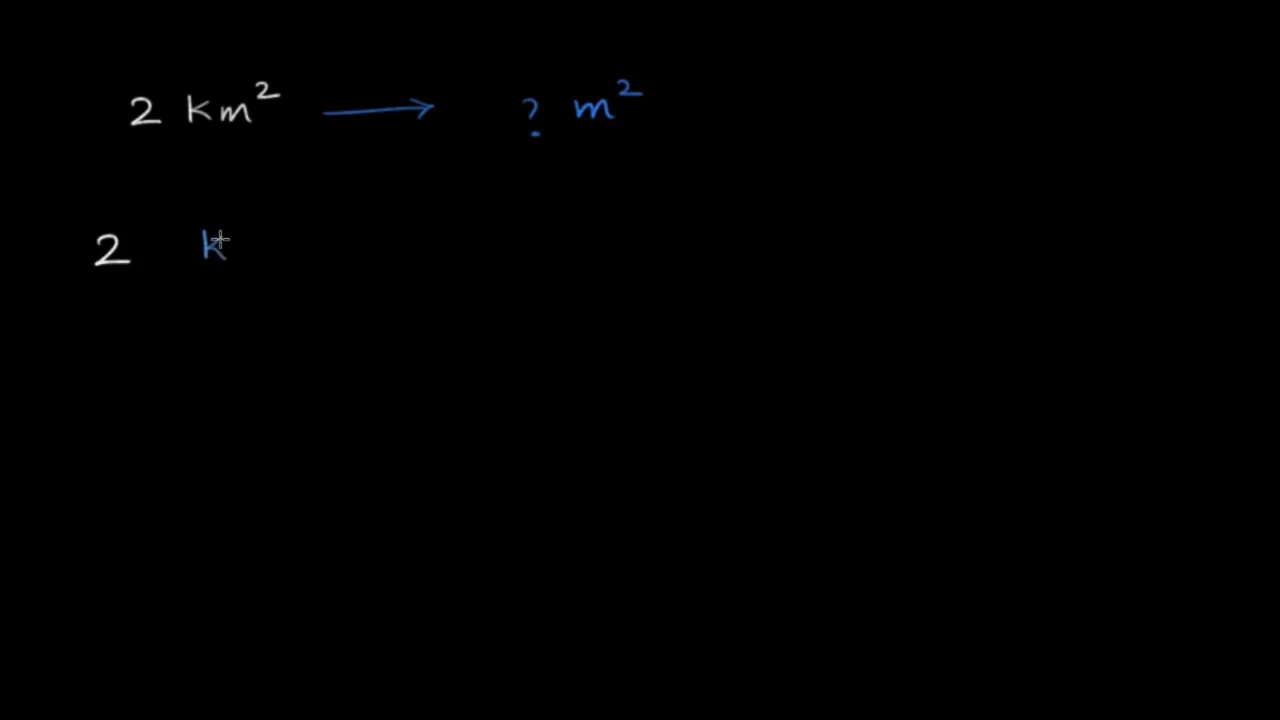 2 km² → ? m²
2 k